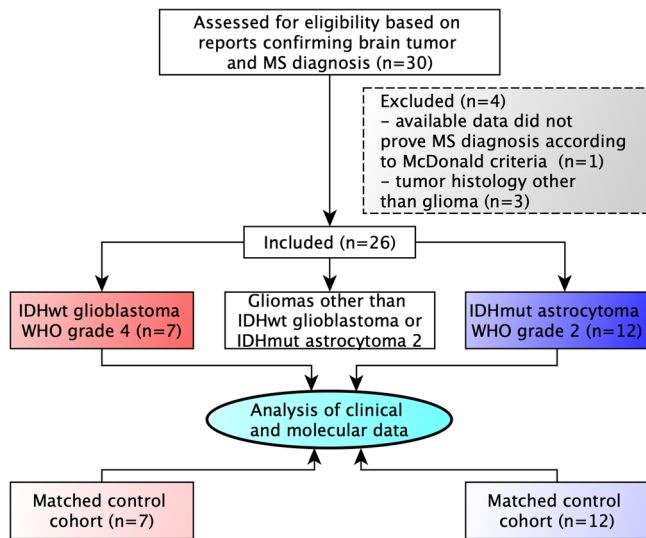 Assessed for eligibility based on
reports confirming brain tumor
and MS diagnosis (n=30)
Excluded (n=4)
– available data did not
prove MS diagnosis according
to McDonald criteria  (n=1)
– tumor histology other
than glioma (n=3)
Included (n=26)
IDHwt glioblastoma
WHO grade 4 (n=7)
Gliomas other than
IDHwt glioblastoma or
IDHmut astrocytoma 2
IDHmut astrocytoma
WHO grade 2 (n=12)
Analysis of clinical
and molecular data
Matched control
cohort (n=7)
Matched control
cohort (n=12)